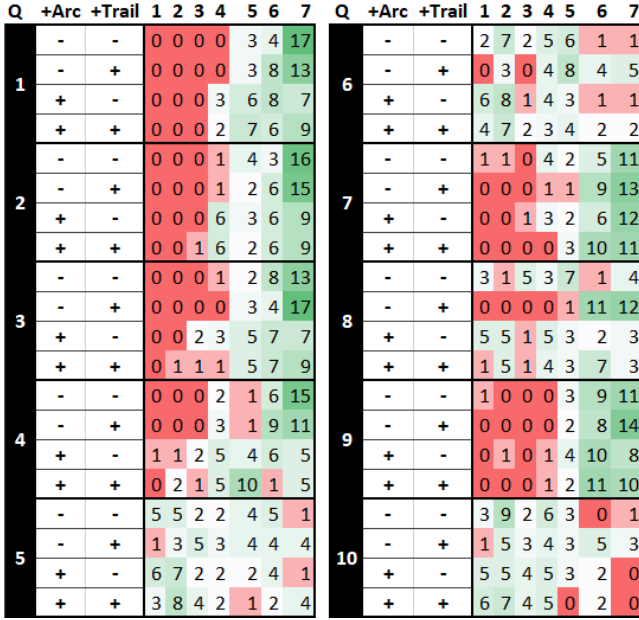 Q +Arc +Trail 1 2 3 4 5 6 7
1
- - 0 0 0 0 3 4 17
- + 0 0 0 0 3 8 13
+ - 0 0 0 3 6 8 7
+ + 0 0 0 2 7 6 9
2
- - 0 0 0 1 4 3 16
- + 0 0 0 1 2 6 15
+ - 0 0 0 6 3 6 9
+ + 0 0 1 6 2 6 9
3
- - 0 0 0 1 2 8 13
- + 0 0 0 0 3 4 17
+ - 0 0 2 3 5 7 7
+ + 0 1 1 1 5 7 9
4
- - 0 0 0 2 1 6 15
- + 0 0 0 3 1 9 11
+ - 1 1 2 5 4 6 5
+ + 0 2 1 5 10 1 5
5
- - 5 5 2 2 4 5 1
- + 1 3 5 3 4 4 4
+ - 6 7 2 2 2 4 1
+ + 3 8 4 2 1 2 4
Q +Arc +Trail 1 2 3 4 5 6 7
6
- - 2 7 2 5 6 1 1
- + 0 3 0 4 8 4 5
+ - 6 8 1 4 3 1 1
+ + 4 7 2 3 4 2 2
7
- - 1 1 0 4 2 5 11
- + 0 0 0 1 1 9 13
+ - 0 0 1 3 2 6 12
+ + 0 0 0 0 3 10 11
8
- - 3 1 5 3 7 1 4
- + 0 0 0 0 1 11 12
+ - 5 5 1 5 3 2 3
+ + 1 5 1 4 3 7 3
9
- - 1 0 0 0 3 9 11
- + 0 0 0 0 2 8 14
+ - 0 1 0 1 4 10 8
+ + 0 0 0 1 2 11 10
10
- - 3 9 2 6 3 0 1
- + 1 5 3 4 3 5 3
+ - 5 5 4 5 3 2 0
+ + 6 7 4 5 0 2 0